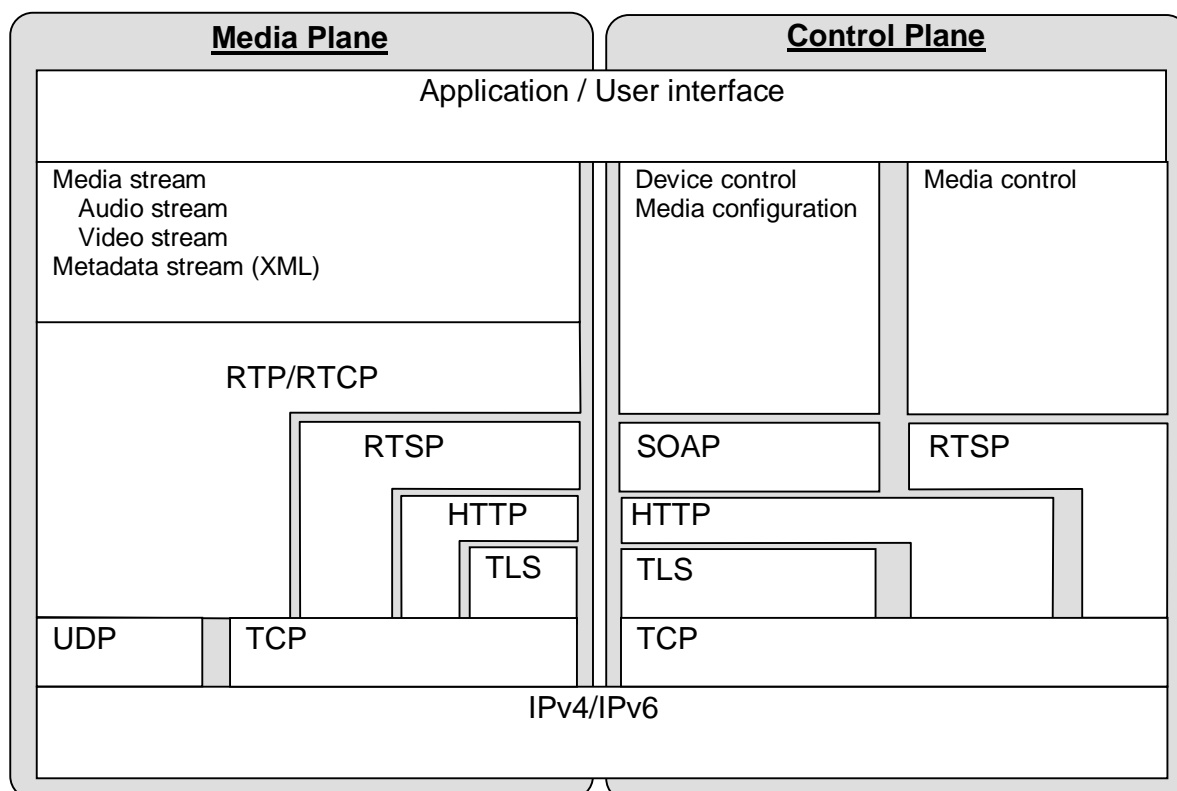 Media Plane
Control Plane
Application / User interface
Media stream
Audio stream
Video stream
Metadata stream (XML)
Device control
Media configuration
Media control
RTP/RTCP
RTSP
SOAP
RTSP
HTTP
HTTP
TLS
TLS
UDP
TCP
TCP
IPv4/IPv6